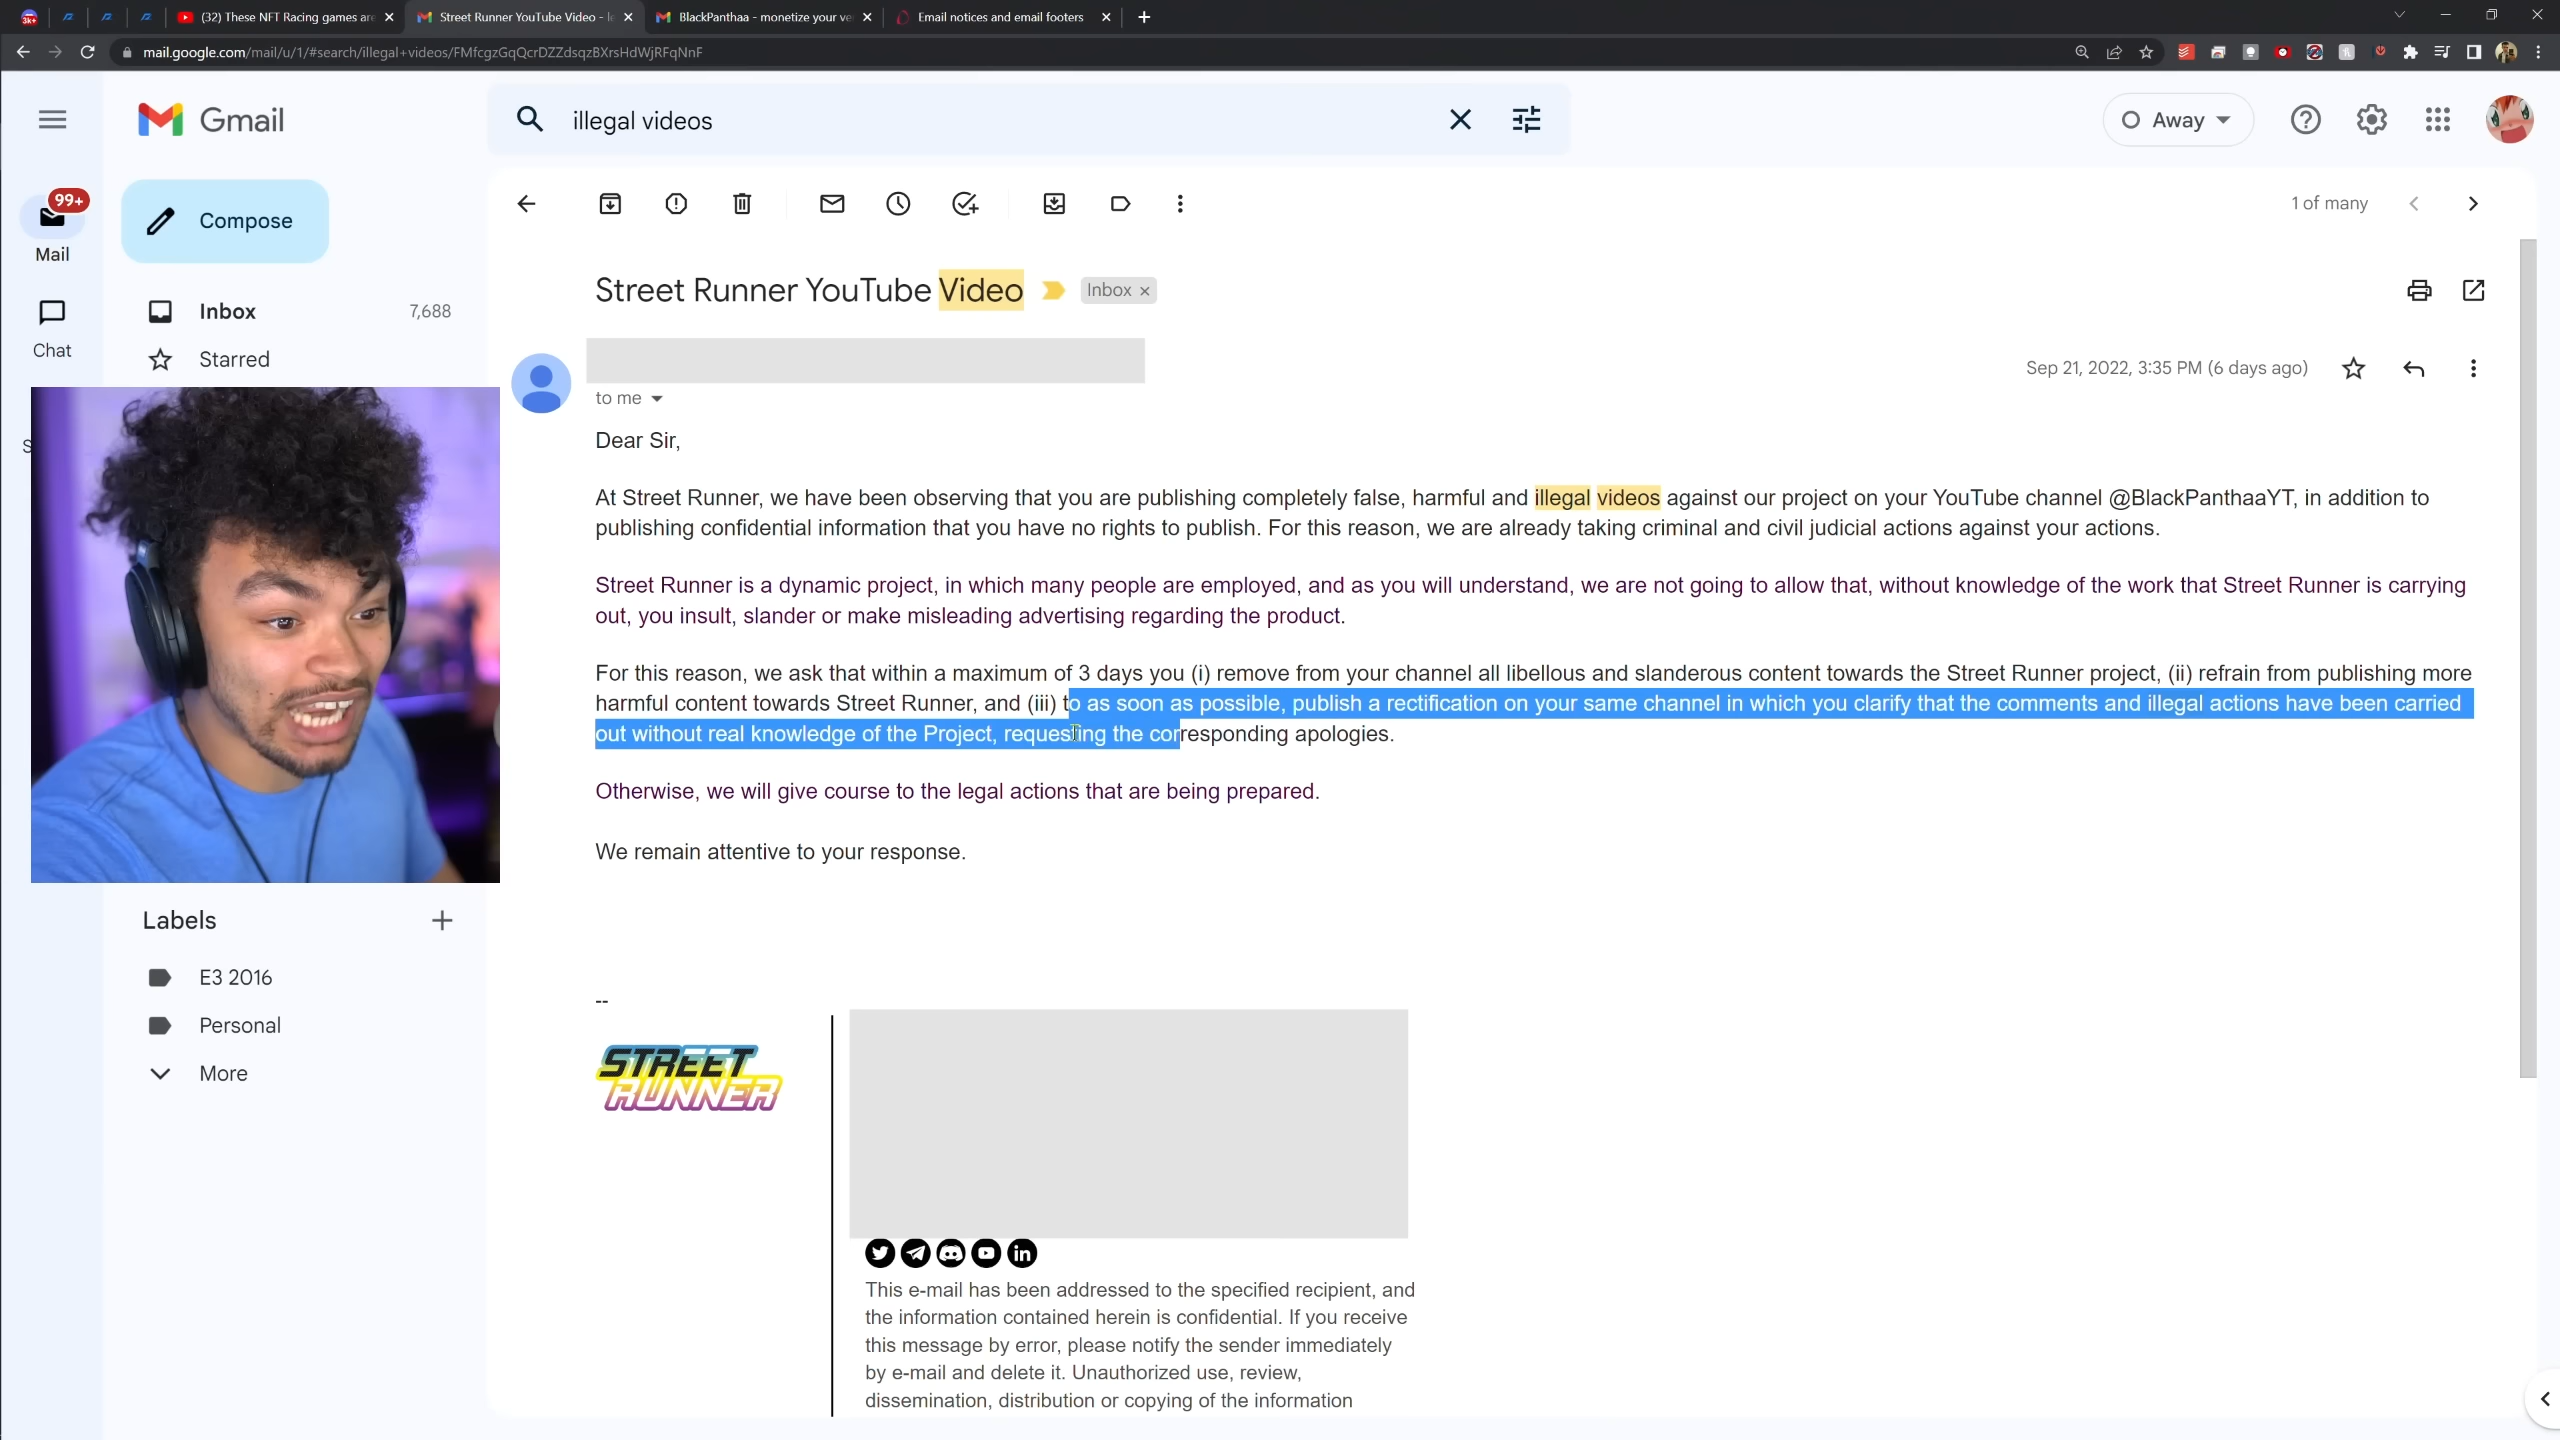 3k+
(32) These NFT Racing games are
Street Runner YouTube Video - le
BlackPanthaa - monetize your ve
Email notices and email footers
mail.google.com/mail/u/1/#search/illegal+videos/FMfcgzGqQcrDZZdsqzBXrsHdWjRFqNnF
Gmail
illegal videos
Away
99+
Mail
Compose
1 of many
Chat
Inbox 7,688
Starred
Street Runner YouTube Video
Inbox ×
Sep 21, 2022, 3:35 PM (6 days ago)
to me
S
Dear Sir,
At Street Runner, we have been observing that you are publishing completely false, harmful and illegal videos against our project on your YouTube channel @BlackPanthaaYT, in addition to
publishing confidential information that you have no rights to publish. For this reason, we are already taking criminal and civil judicial actions against your actions.
Street Runner is a dynamic project, in which many people are employed, and as you will understand, we are not going to allow that, without knowledge of the work that Street Runner is carrying
out, you insult, slander or make misleading advertising regarding the product.
For this reason, we ask that within a maximum of 3 days you (i) remove from your channel all libellous and slanderous content towards the Street Runner project, (ii) refrain from publishing more
harmful content towards Street Runner, and (iii) to as soon as possible, publish a rectification on your same channel in which you clarify that the comments and illegal actions have been carried
out without real knowledge of the Project, requesting the corresponding apologies.
Otherwise, we will give course to the legal actions that are being prepared.
We remain attentive to your response.
Labels
E3 2016
Personal
More
--
STREET
RUNNER
This e-mail has been addressed to the specified recipient, and
the information contained herein is confidential. If you receive
this message by error, please notify the sender immediately
by e-mail and delete it. Unauthorized use, review,
dissemination, distribution or copying of the information